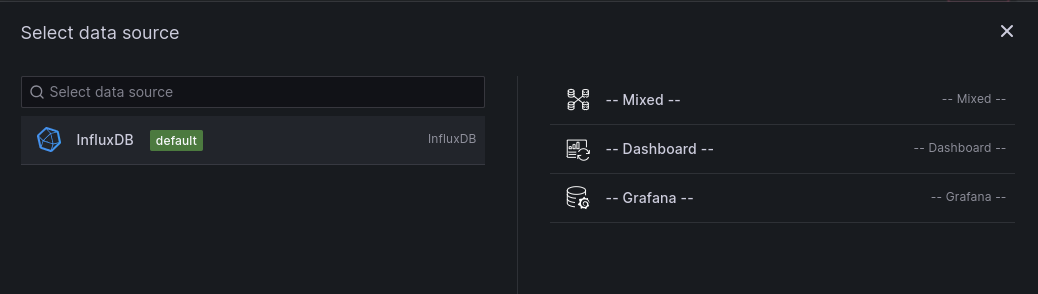 Select data source
Select data source
InfluxDB default InfluxDB
-- Mixed -- -- Mixed --
-- Dashboard -- -- Dashboard --
-- Grafana -- -- Grafana --